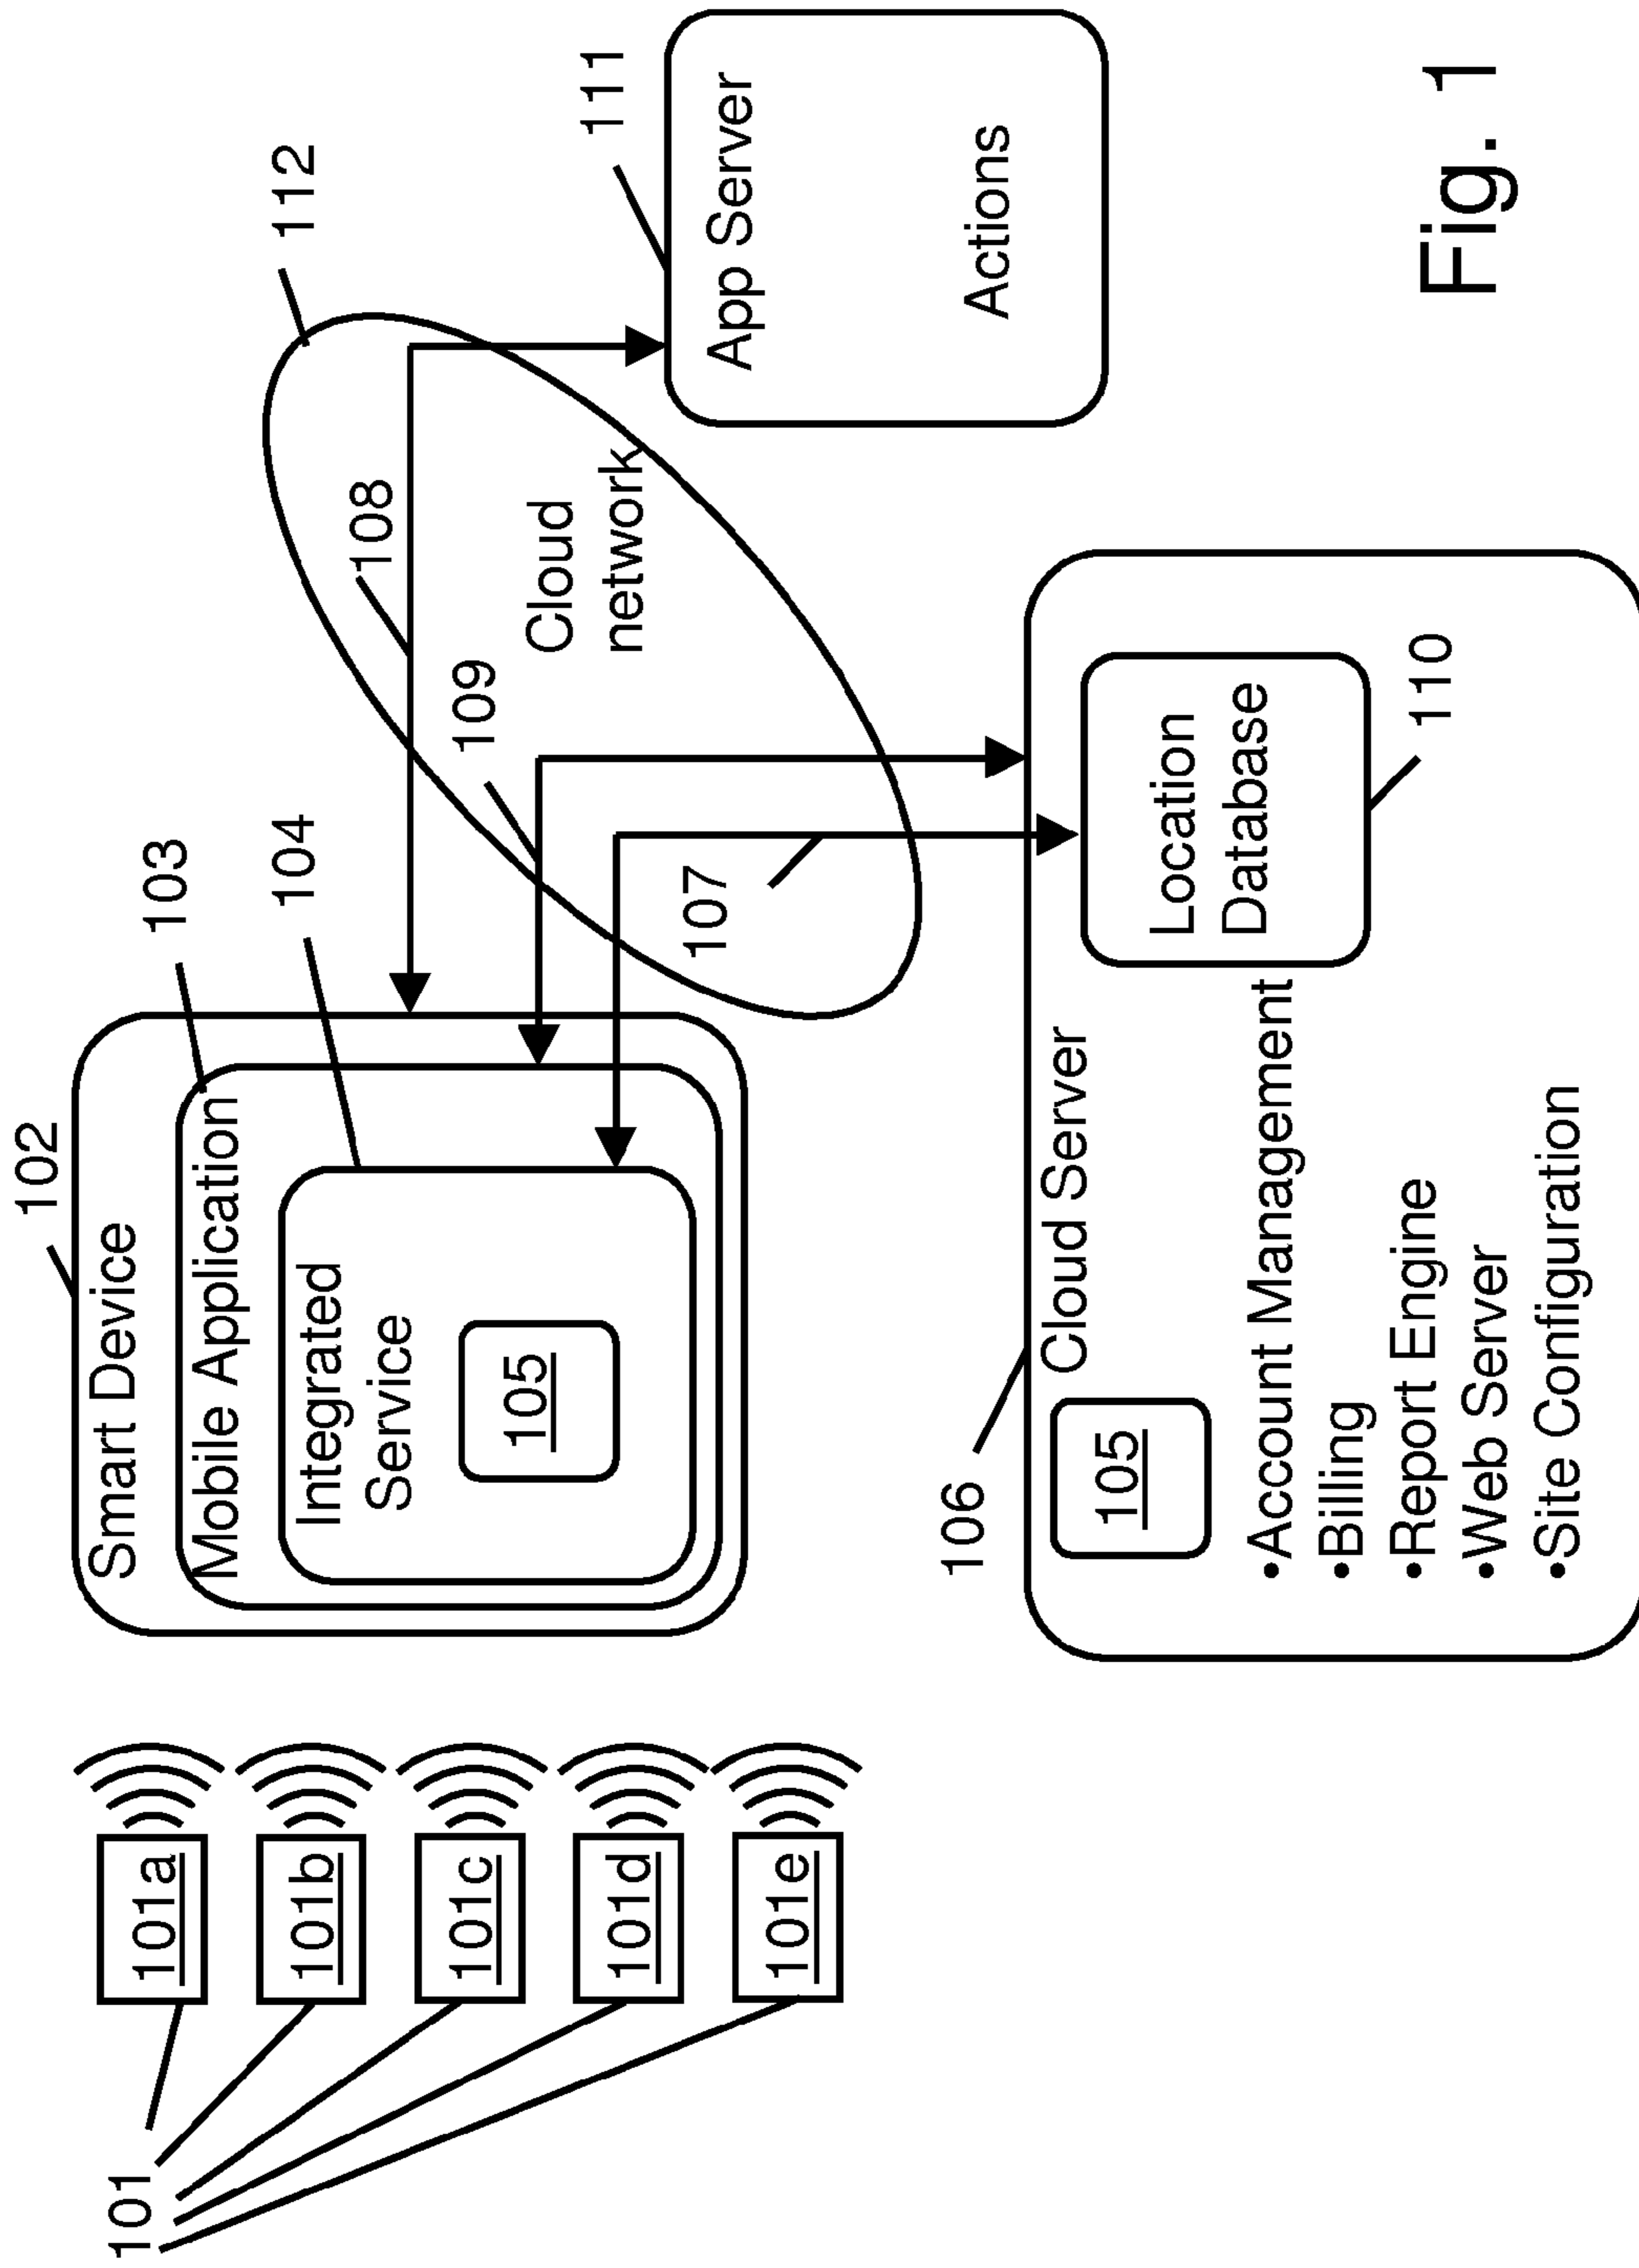 101
101a
101b
101c
101d
101e
102
Smart Device
103
Mobile Application
104
Integrated
Service
105
112
108
109
Cloud
network
107
111
App Server
Actions
106
Cloud Server
105
•Account Management
•Billing
•Report Engine
•Web Server
•Site Configuration
Location
Database
110
Fig. 1